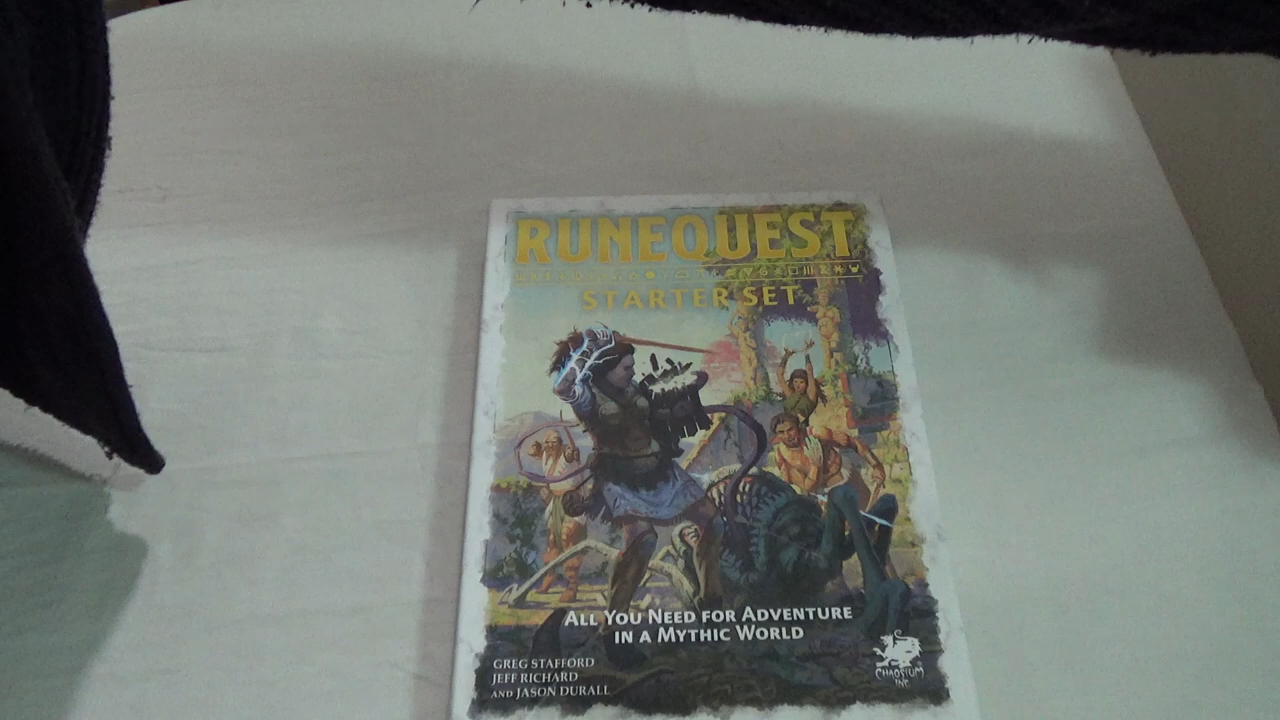 RUNEQUEST
STARTER SET
ALL YOU NEED FOR ADVENTURE
IN A MYTHIC WORLD
GREG STAFFORD
JEFF RICHARD
AND JASON DURALL
CHAOSIUM
INC